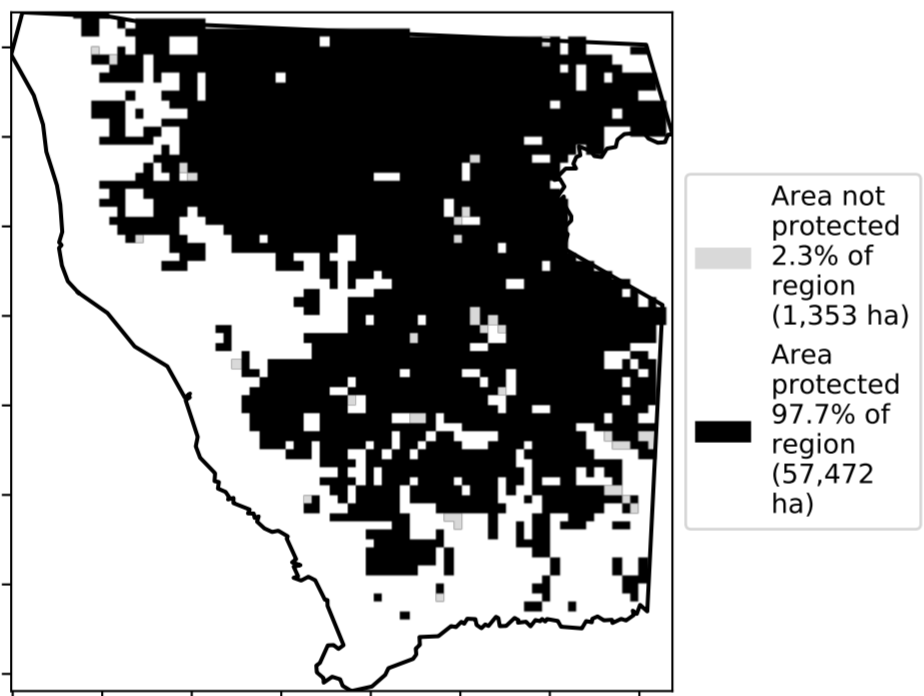 Area not
protected
2.3% of
region
(1,353 ha)
Area
protected
97.7% of
region
(57,472
ha)